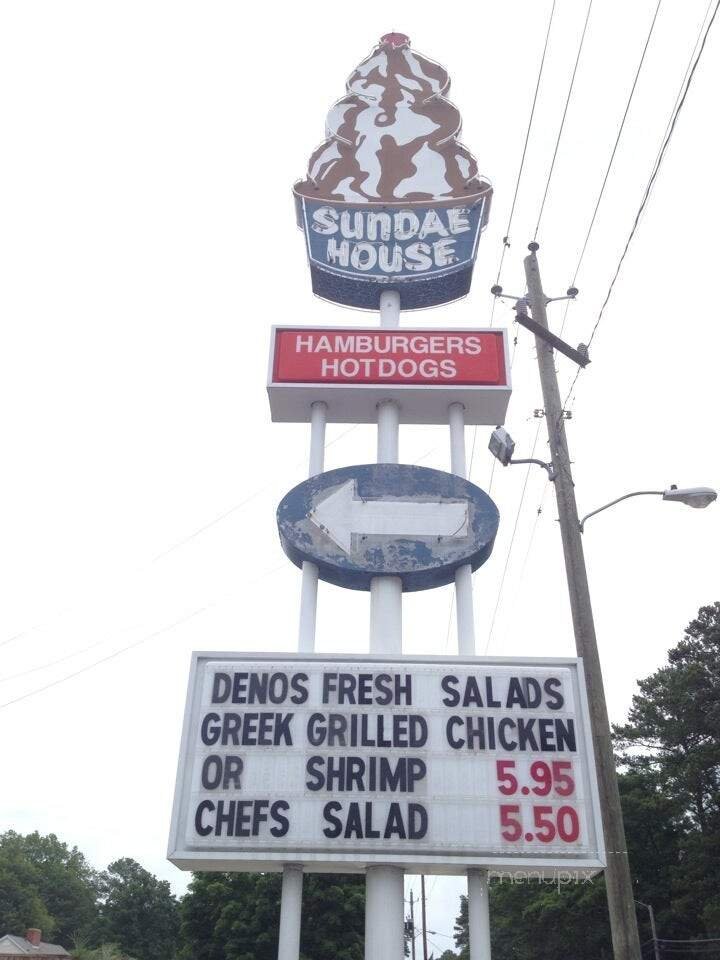 SUNDAE
HOUSE
HAMBURGERS
HOTDOGS
DENOS FRESH SALADS
GREEK GRILLED CHICKEN
OR SHRIMP 5.95
CHEFS SALAD 5.50
menupix